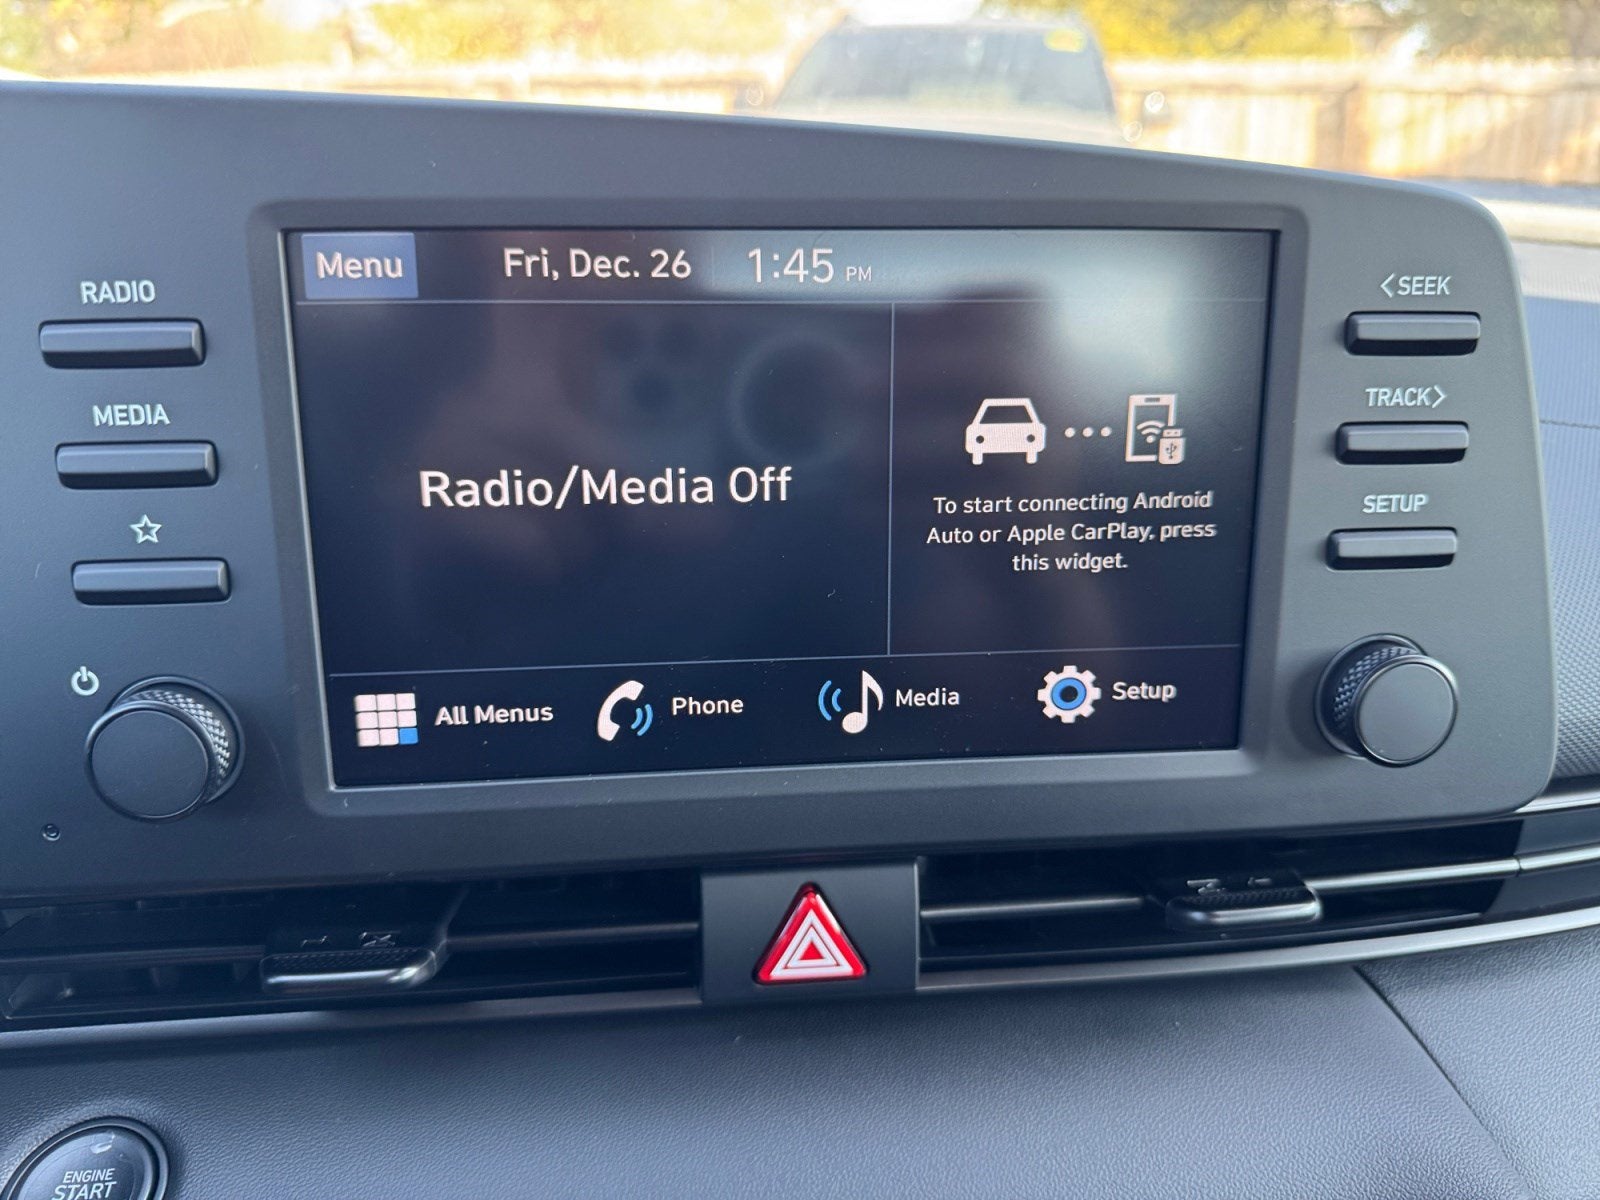 Menu
Fri, Dec. 26
1:45 PM
RADIO
MEDIA
Radio/Media Off
To start connecting Android
Auto or Apple CarPlay, press
this widget.
All Menus
Phone
Media
Setup
<SEEK
TRACK>
SETUP
ENGINE
START